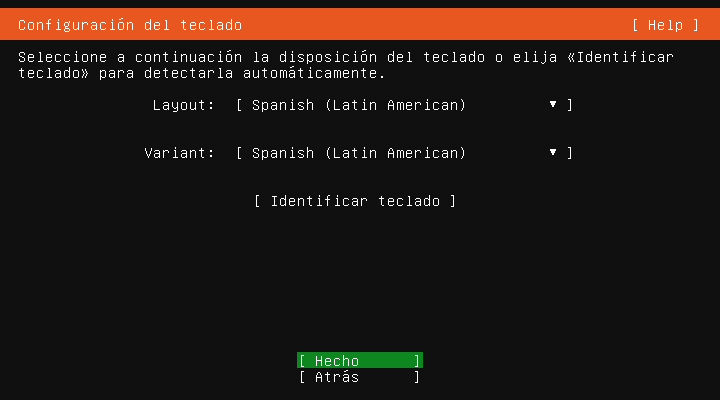 Configuración del teclado [ Help ]
Seleccione a continuación la disposición del teclado o elija «Identificar
teclado» para detectarla automáticamente.
Layout: [ Spanish (Latin American) ▾ ]
Variant: [ Spanish (Latin American) ▾ ]
[ Identificar teclado ]
[ Hecho ]
[ Atrás ]